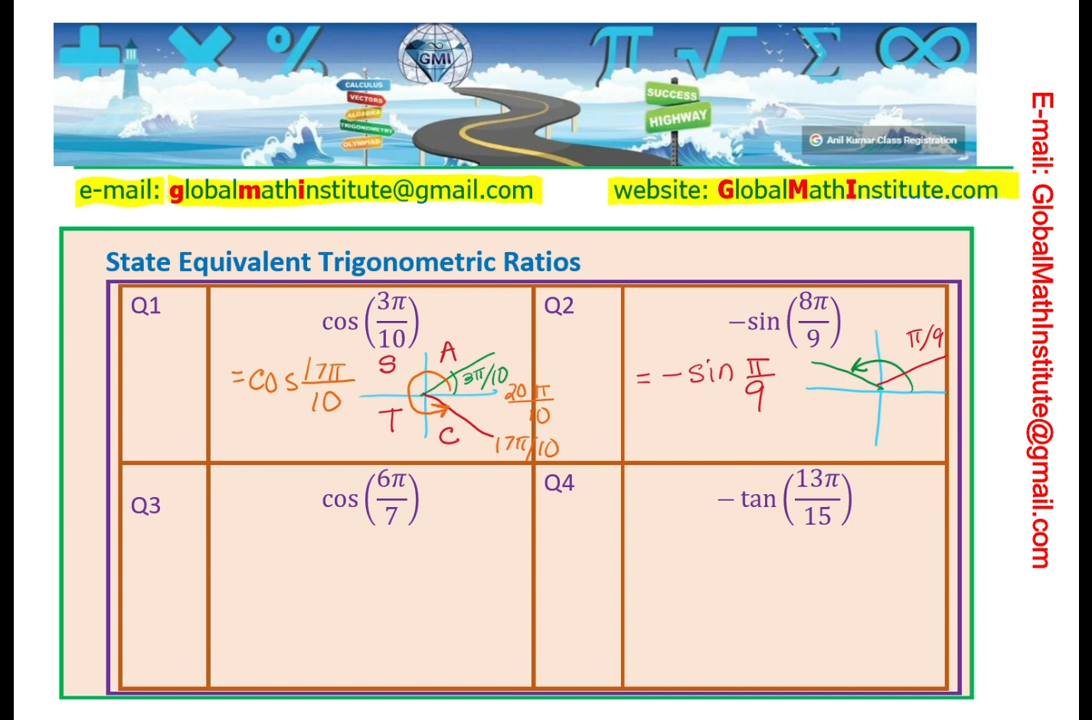 GMI
CALCULUS
VECTORS
ALGEBRA
TRIGONOMETRY
OLYMPIAD
SUCCESS
HIGHWAY
Anil Kumar Class Registration
e-mail: globalmathinstitute@gmail.com
website: GlobalMathInstitute.com
E-mail: GlobalMathInstitute@gmail.com
State Equivalent Trigonometric Ratios
Q1
cos(3π/10)
= cos 17π/10
S A
T C
3π/10
20π/10
17π/10
Q2
−sin(8π/9)
= - sin π/9
π/9
Q3
cos(6π/7)
Q4
− tan(13π/15)